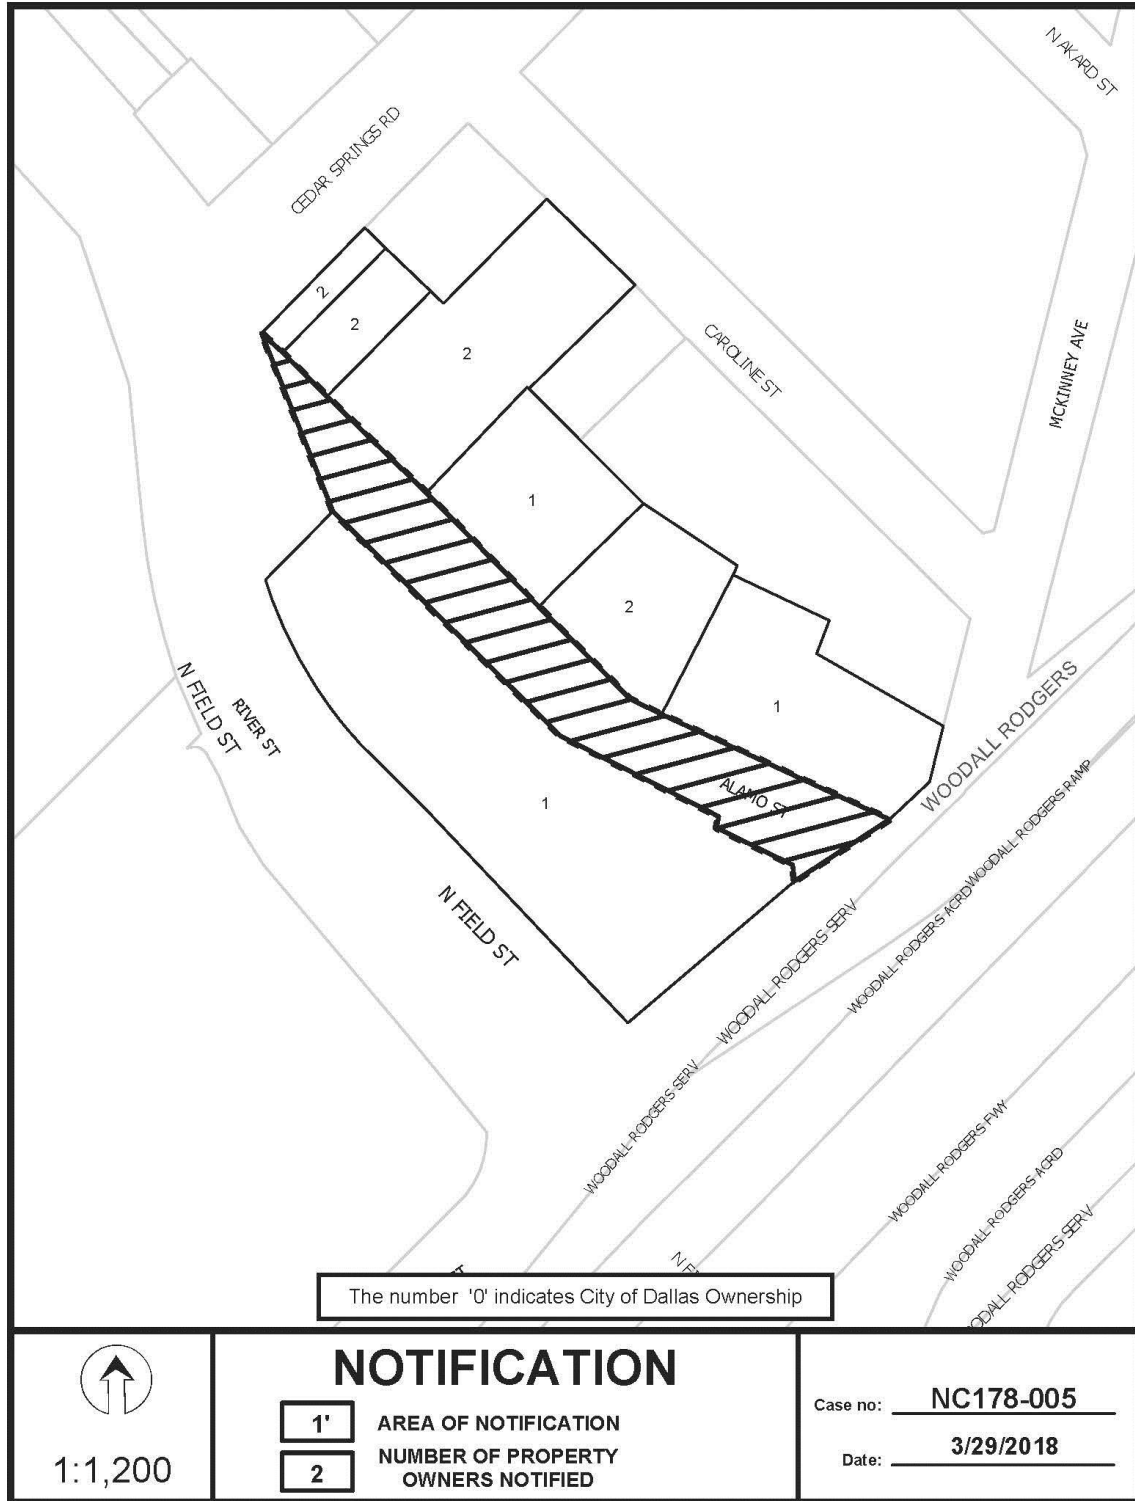 N AKARD ST
CEDAR SPRINGS RD
2
2
2
CAROLINE ST
MCKINNEY AVE
1
2
1
N FIELD ST
RIVER ST
WOODALL RODGERS
ALAMO ST
1
WOODALL RODGERS RAMP
N FIELD ST
WOODALL RODGERS ACRD
WOODALL RODGERS SERV
WOODALL RODGERS SERV
WOODALL RODGERS FWY
WOODALL RODGERS ACRD
ODALL RODGERS SERV
The number '0' indicates City of Dallas Ownership
1:1,200
NOTIFICATION
1' AREA OF NOTIFICATION
2 NUMBER OF PROPERTY
OWNERS NOTIFIED
Case no: NC178-005
Date: 3/29/2018